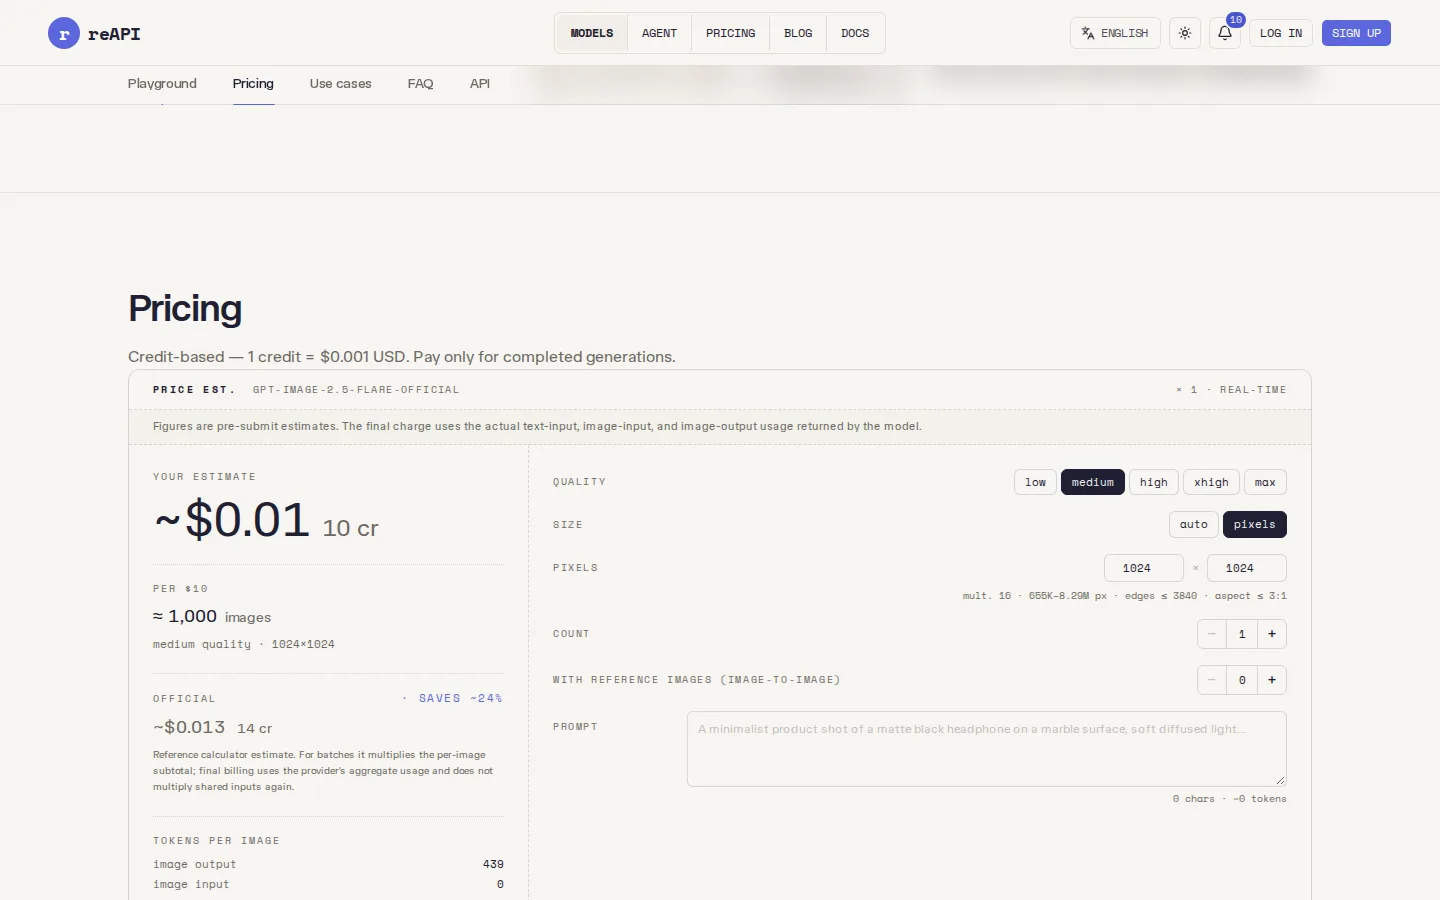 r reAPI
MODELS AGENT PRICING BLOG DOCS
ENGLISH 10 LOG IN SIGN UP
Playground Pricing Use cases FAQ API
Pricing
Credit-based — 1 credit = $0.001 USD. Pay only for completed generations.
PRICE EST. GPT-IMAGE-2.5-FLARE-OFFICIAL × 1 · REAL-TIME
Figures are pre-submit estimates. The final charge uses the actual text-input, image-input, and image-output usage returned by the model.
YOUR ESTIMATE
~$0.01 10 cr
PER $10
≈ 1,000 images
medium quality · 1024×1024
OFFICIAL · SAVES ~24%
~$0.013 14 cr
Reference calculator estimate. For batches it multiplies the per-image
subtotal; final billing uses the provider's aggregate usage and does not
multiply shared inputs again.
TOKENS PER IMAGE
image output 439
image input 0
QUALITY low medium high xhigh max
SIZE auto pixels
PIXELS 1024 × 1024
mult. 16 · 655K–8.29M px · edges ≤ 3840 · aspect ≤ 3:1
COUNT − 1 +
WITH REFERENCE IMAGES (IMAGE-TO-IMAGE) − 0 +
PROMPT A minimalist product shot of a matte black headphone on a marble surface, soft diffused light...
0 chars · ~0 tokens